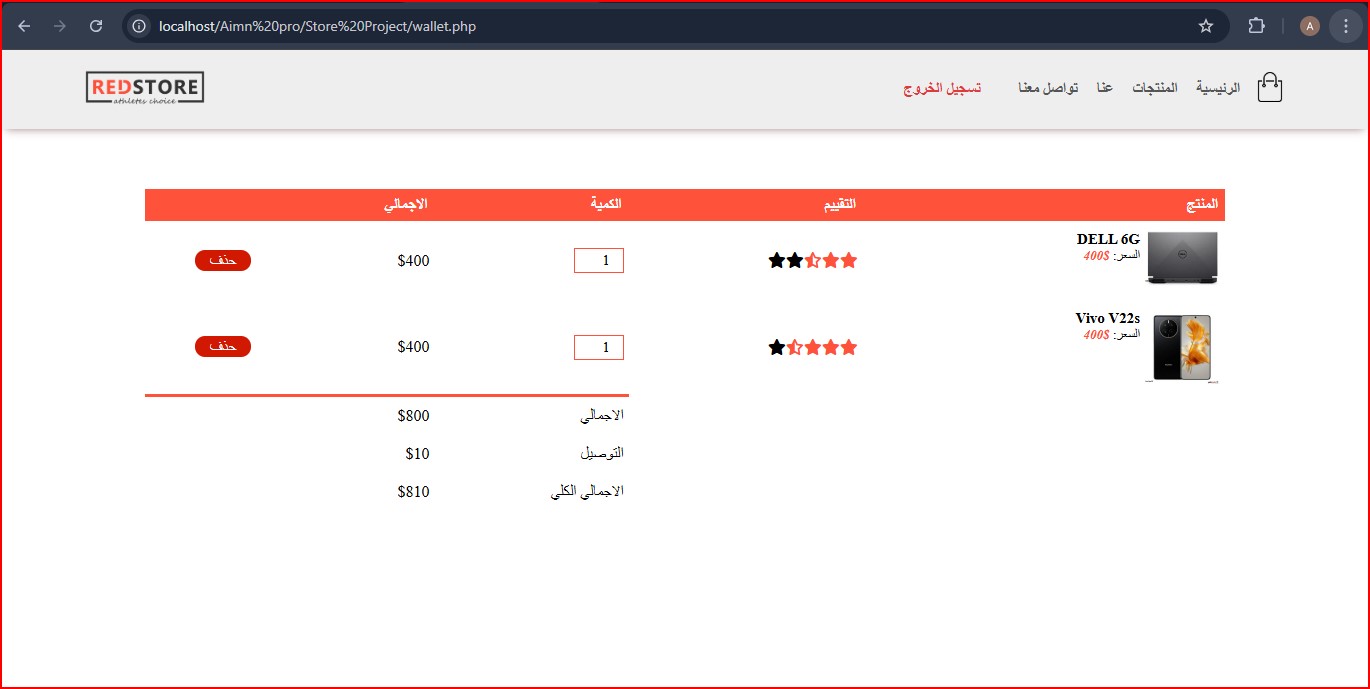 localhost/Aimn%20pro/Store%20Project/wallet.php
A
REDSTORE
athletes choice
الرئيسية المنتجات عنا تواصل معنا تسجيل الخروج
المنتج التقييم الكمية الاجمالي
DELL 6G
السعر: 400$
1 $400 حذف
Vivo V22s
السعر: 400$
1 $400 حذف
الاجمالي $800
التوصيل $10
الاجمالي الكلي $810